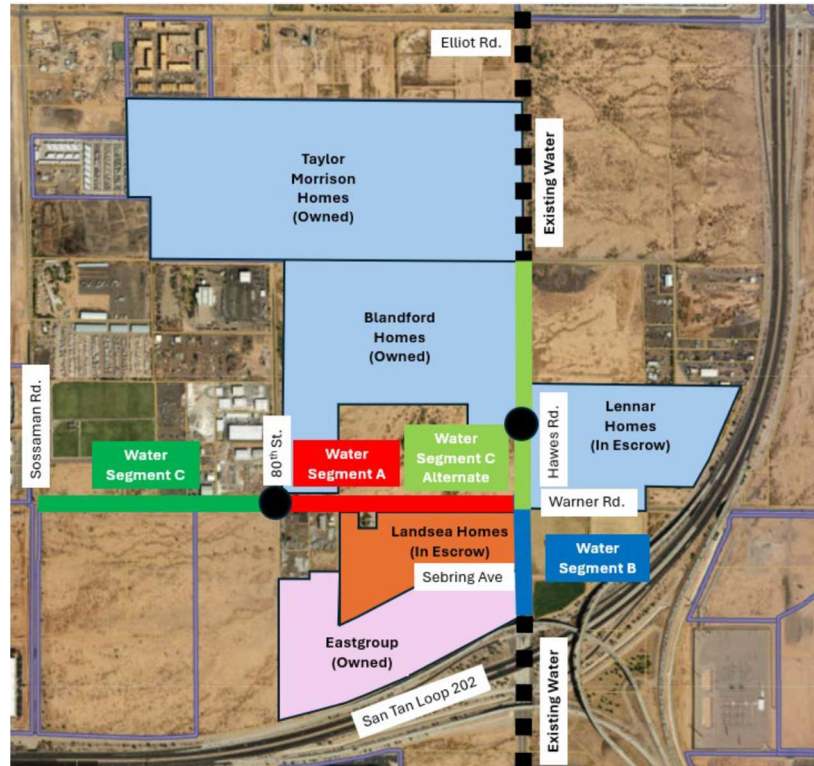 Elliot Rd.
Existing Water
Taylor
Morrison
Homes
(Owned)
Blandford
Homes
(Owned)
Sossaman Rd.
Water
Segment C
80th St.
Water
Segment A
Water
Segment C
Alternate
Hawes Rd.
Lennar
Homes
(In Escrow)
Warner Rd.
Landsea Homes
(In Escrow)
Sebring Ave
Water
Segment B
Eastgroup
(Owned)
San Tan Loop 202
Existing Water